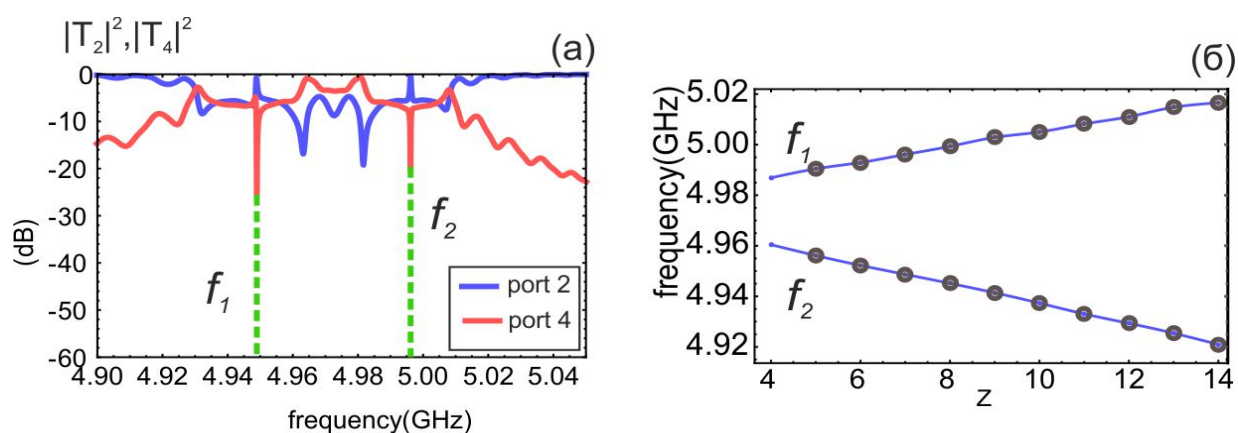 |T2|²,|T4|²
(a)
0
-10
-20
-30
-40
-50
-60
(dB)
f1
f2
port 2
port 4
4.90 4.92 4.94 4.96 4.98 5.00 5.02 5.04
frequency(GHz)
(б)
5.02
5.00
4.98
4.96
4.94
4.92
frequency(GHz)
f1
f2
4 6 8 10 12 14
z